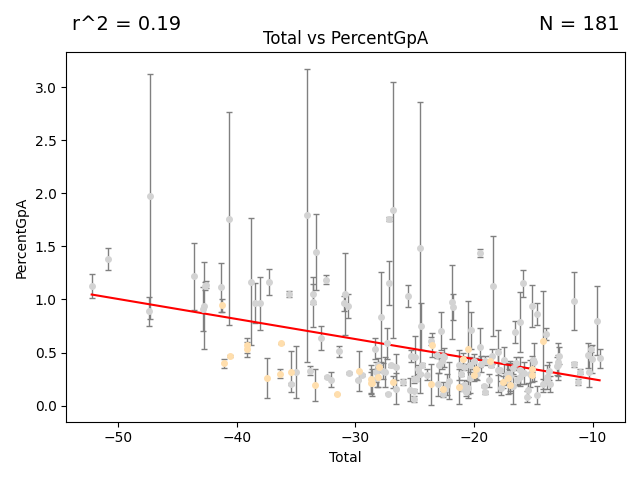 r^2 = 0.19 N = 181
Total vs PercentGpA
PercentGpA
3.0
2.5
2.0
1.5
1.0
0.5
0.0
−50 −40 −30 −20 −10
Total